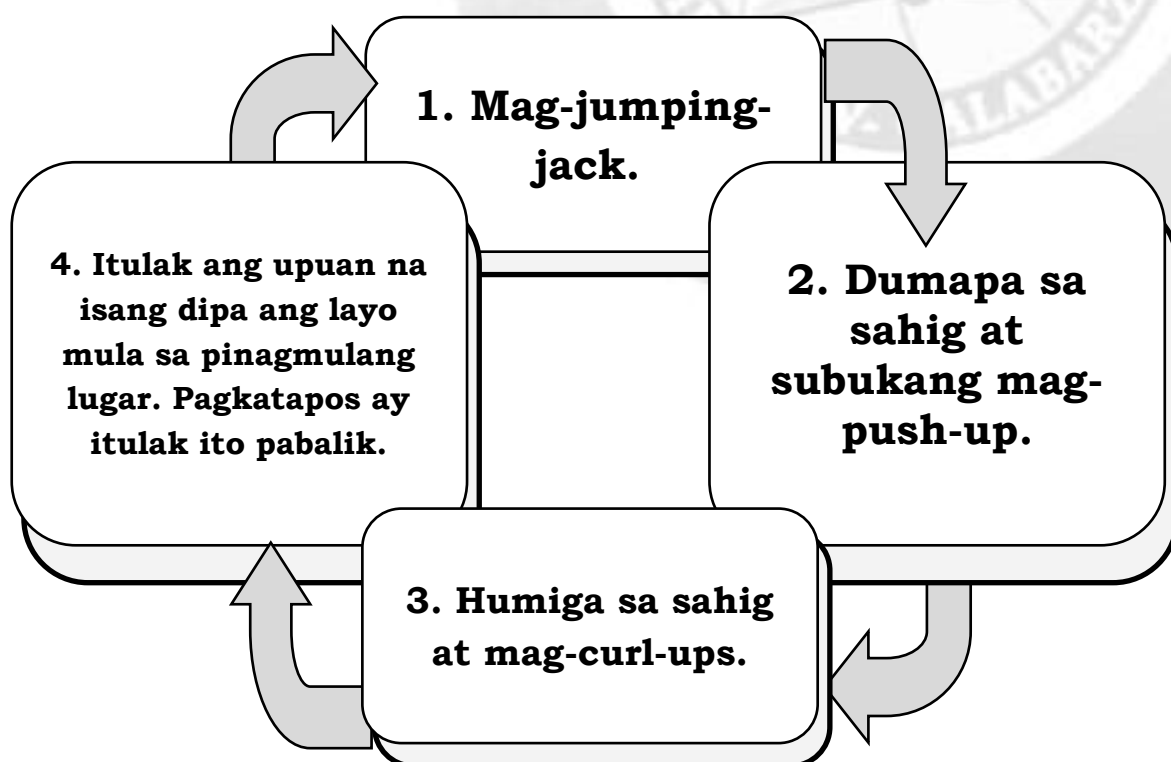 1. Mag-jumping-
jack.
2. Dumapa sa
sahig at
subukang mag-
push-up.
3. Humiga sa sahig
at mag-curl-ups.
4. Itulak ang upuan na
isang dipa ang layo
mula sa pinagmulang
lugar. Pagkatapos ay
itulak ito pabalik.